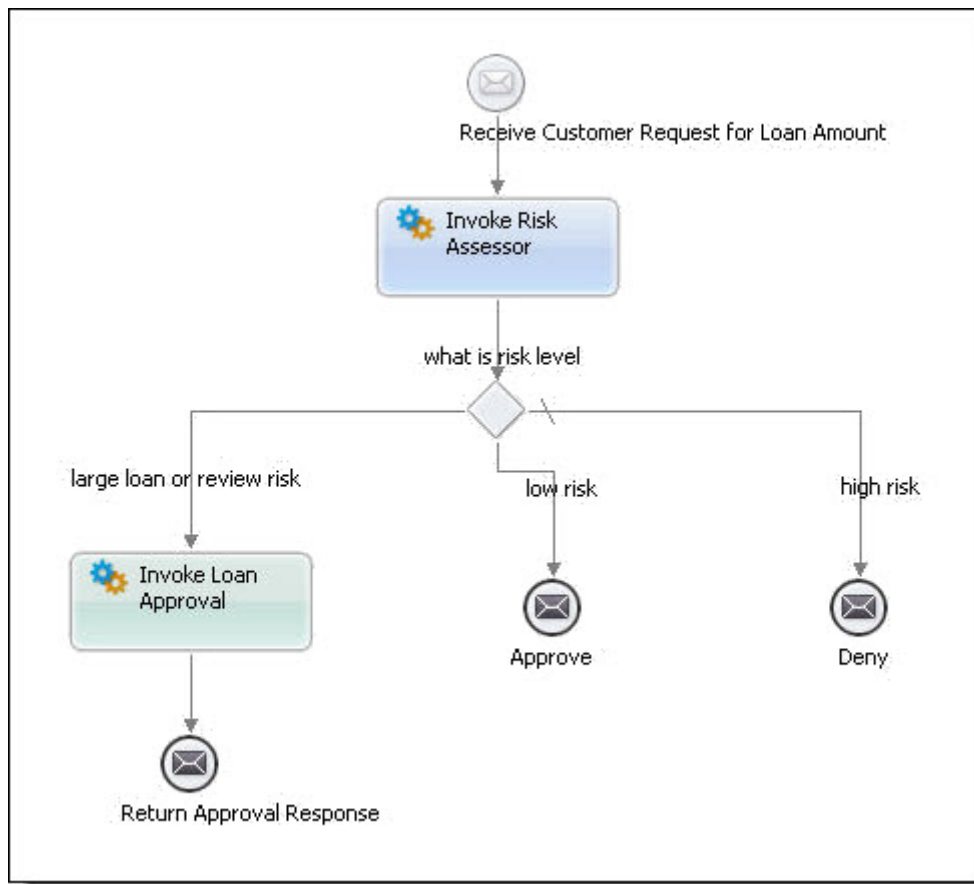 Receive Customer Request for Loan Amount
Invoke Risk
Assessor
what is risk level
large loan or review risk
low risk
high risk
Invoke Loan
Approval
Approve
Deny
Return Approval Response